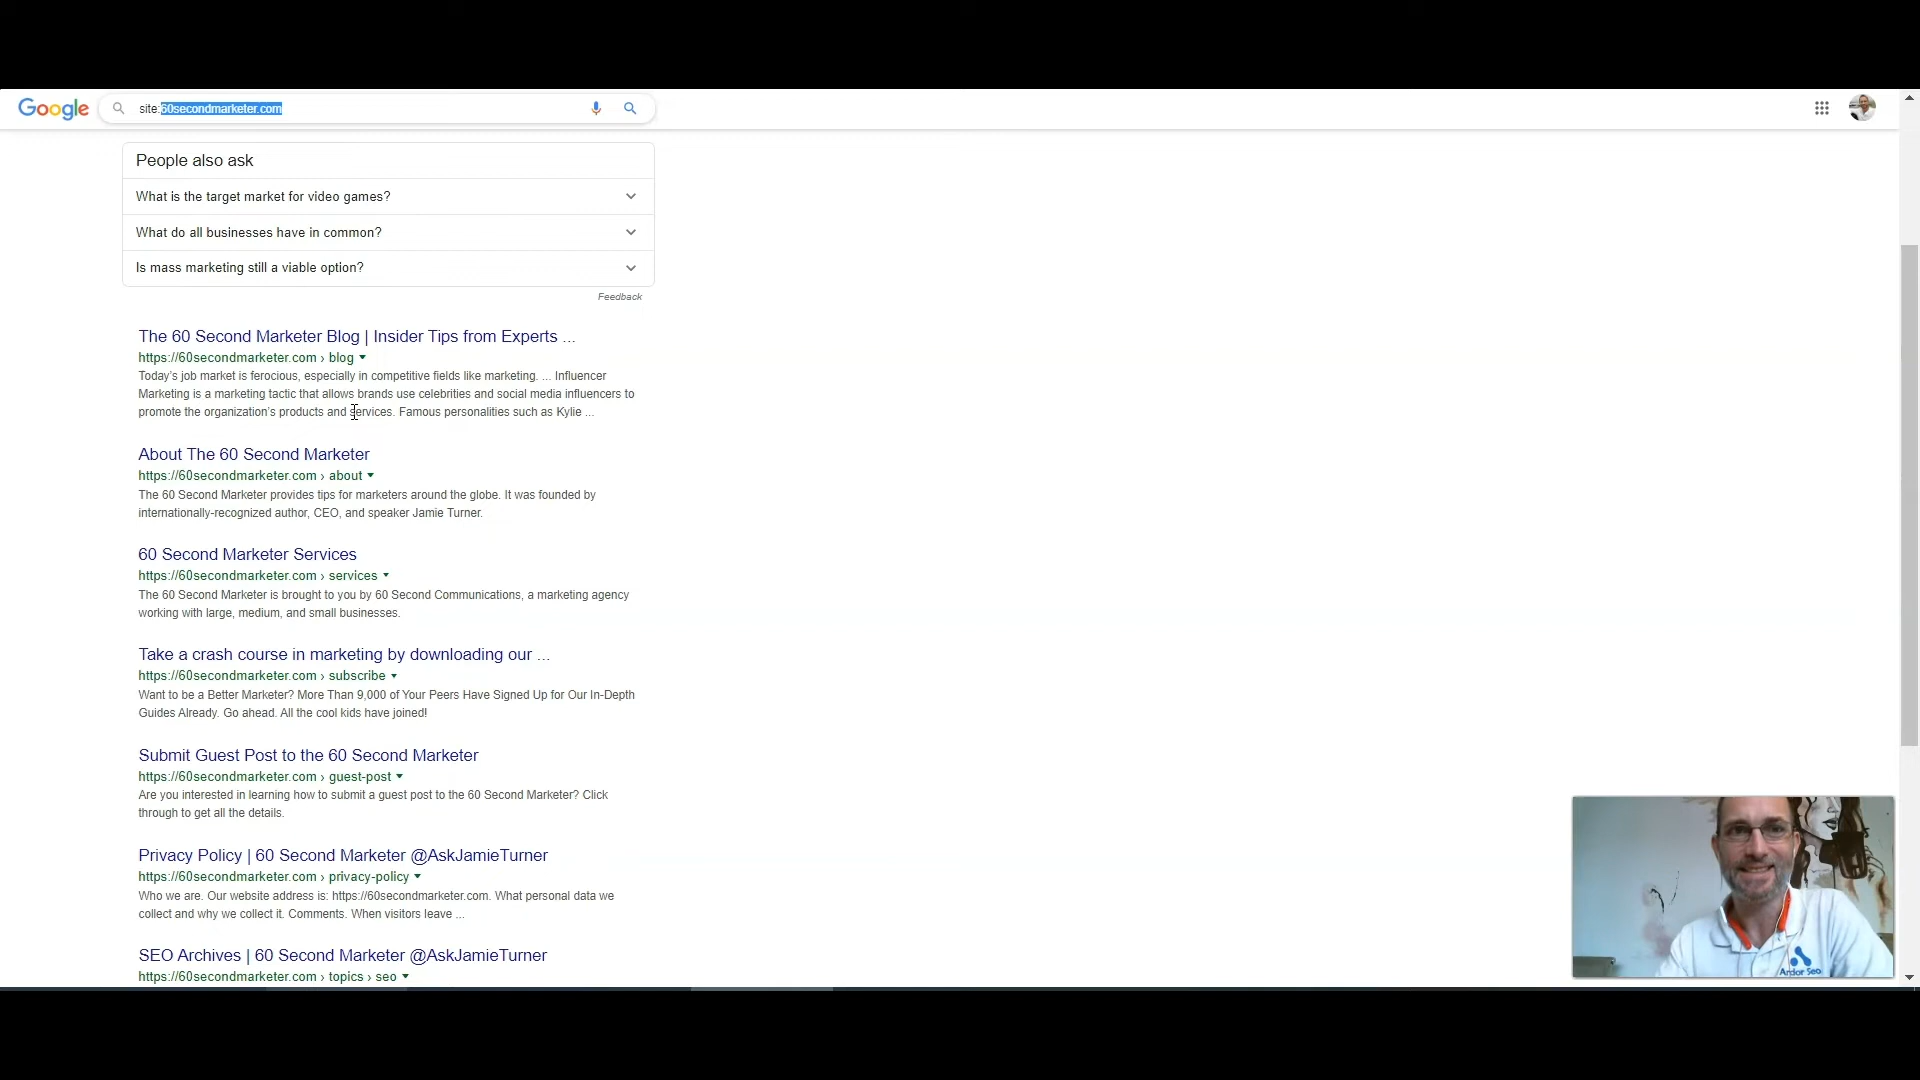 Google
site:60secondmarketer.com
People also ask
What is the target market for video games?
What do all businesses have in common?
Is mass marketing still a viable option?
Feedback
The 60 Second Marketer Blog | Insider Tips from Experts ...
https://60secondmarketer.com › blog
Today's job market is ferocious, especially in competitive fields like marketing. ... Influencer
Marketing is a marketing tactic that allows brands use celebrities and social media influencers to
promote the organization's products and services. Famous personalities such as Kylie ...
About The 60 Second Marketer
https://60secondmarketer.com › about
The 60 Second Marketer provides tips for marketers around the globe. It was founded by
internationally-recognized author, CEO, and speaker Jamie Turner.
60 Second Marketer Services
https://60secondmarketer.com › services
The 60 Second Marketer is brought to you by 60 Second Communications, a marketing agency
working with large, medium, and small businesses.
Take a crash course in marketing by downloading our ...
https://60secondmarketer.com › subscribe
Want to be a Better Marketer? More Than 9,000 of Your Peers Have Signed Up for Our In-Depth
Guides Already. Go ahead. All the cool kids have joined!
Submit Guest Post to the 60 Second Marketer
https://60secondmarketer.com › guest-post
Are you interested in learning how to submit a guest post to the 60 Second Marketer? Click
through to get all the details.
Privacy Policy | 60 Second Marketer @AskJamieTurner
https://60secondmarketer.com › privacy-policy
Who we are. Our website address is: https://60secondmarketer.com. What personal data we
collect and why we collect it. Comments. When visitors leave ...
SEO Archives | 60 Second Marketer @AskJamieTurner
https://60secondmarketer.com › topics › seo
Ardor Seo